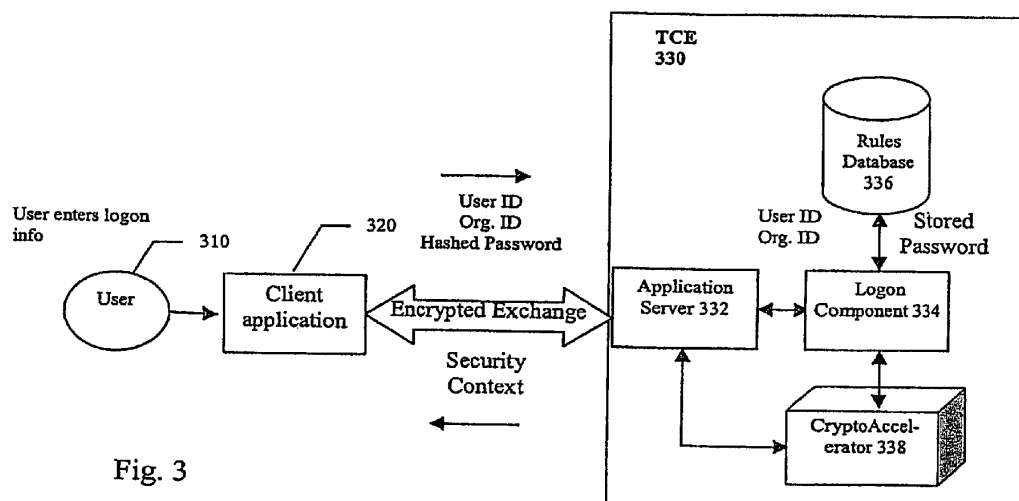 TCE
330
Rules
Database
336
User ID
Org. ID
Hashed Password
User enters logon
info
310
320
User ID
Org. ID
Stored
Password
User
Client
application
Encrypted Exchange
Application
Server 332
Logon
Component 334
Security
Context
CryptoAccel-
erator 338
Fig. 3